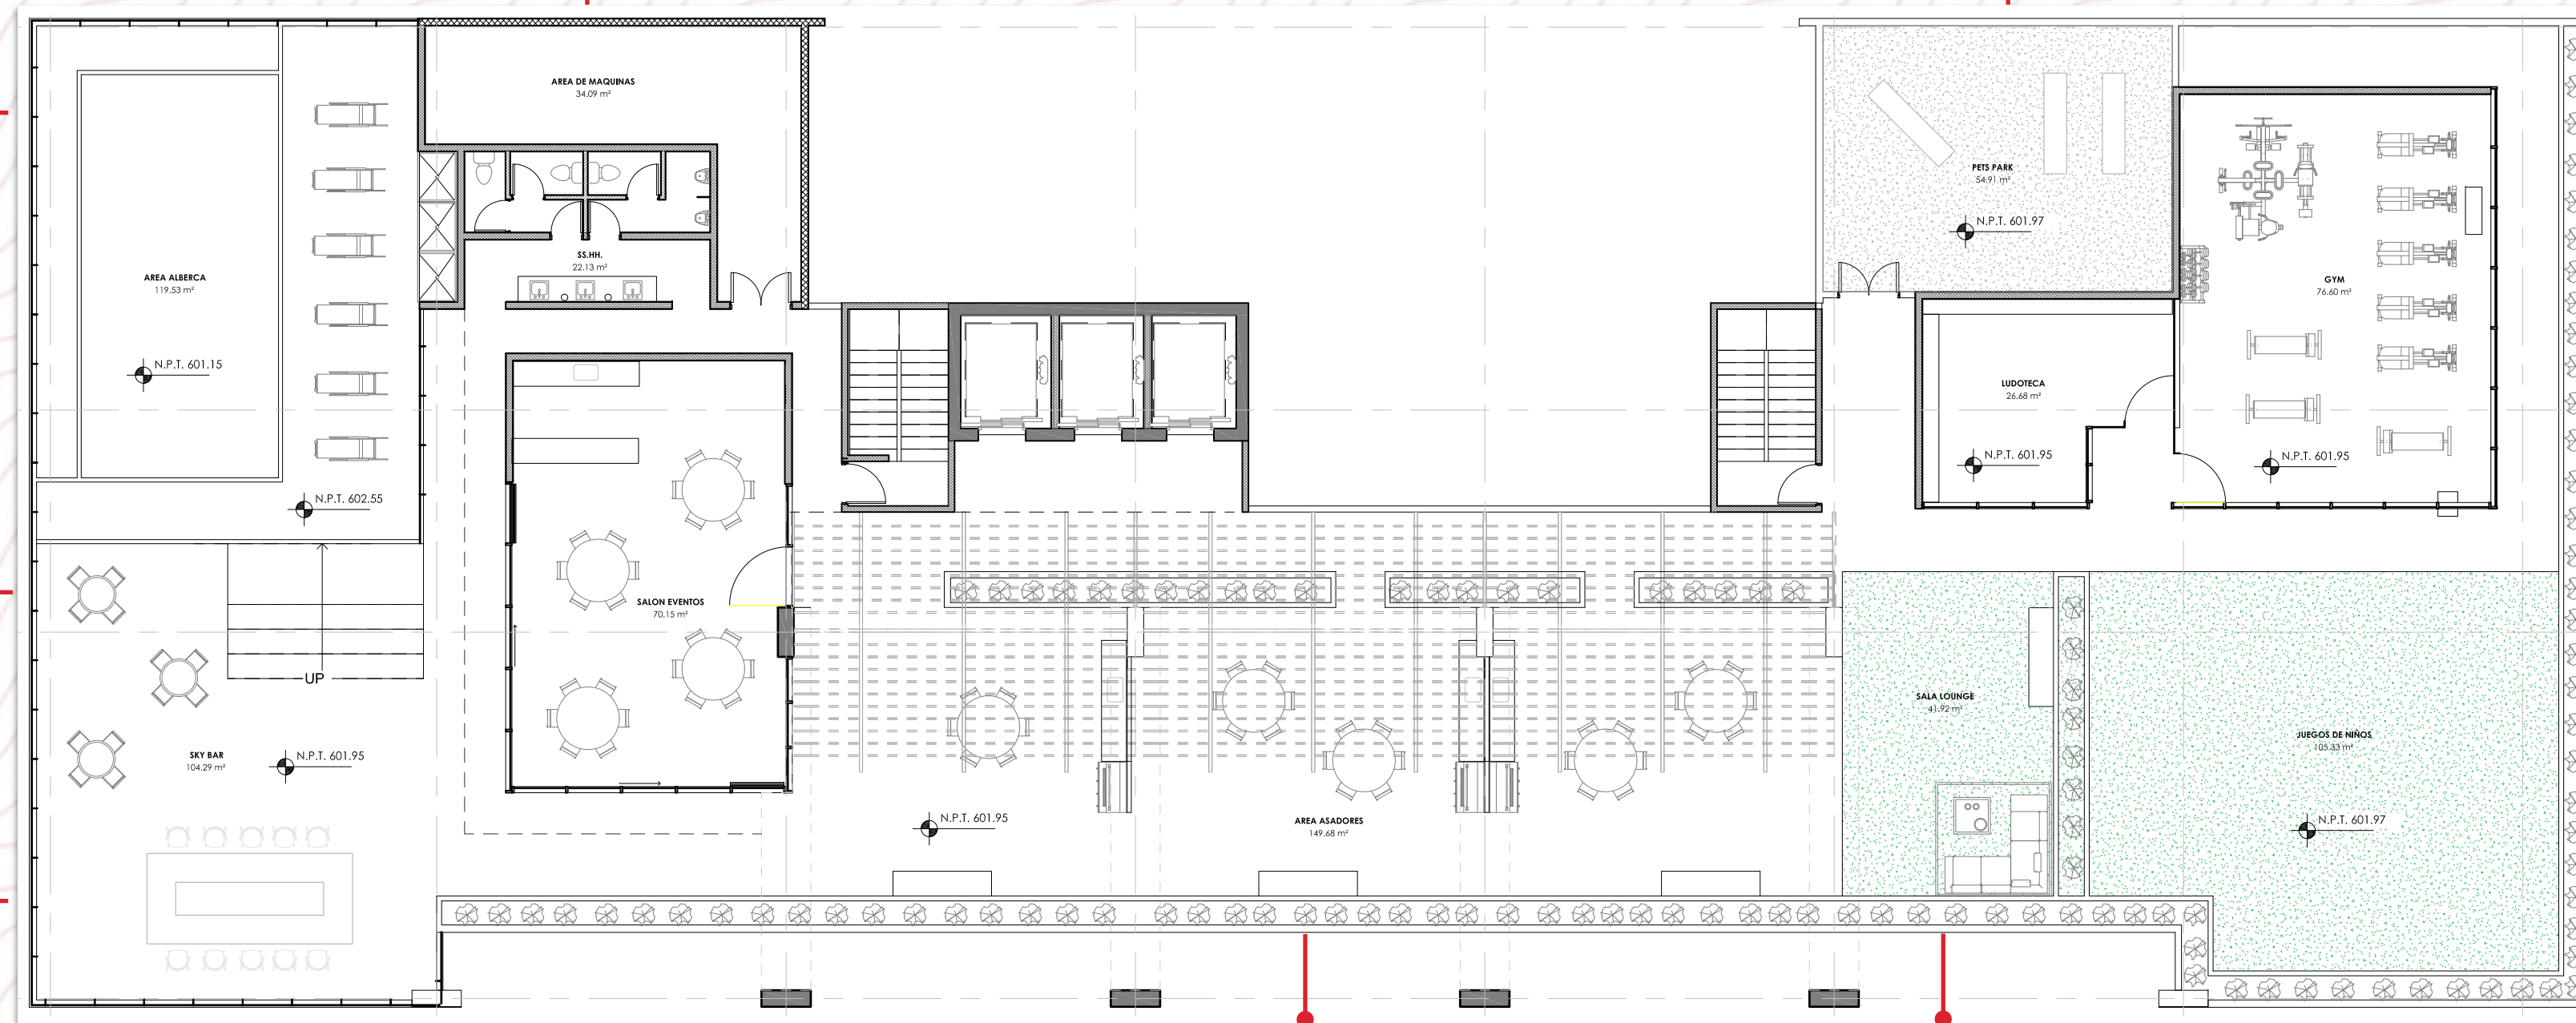 AREA DE MAQUINAS
34.09 m²
PETS PARK
54.91 m²
N.P.T. 601.97
SS.HH.
22.13 m²
AREA ALBERCA
119.53 m²
GYM
76.60 m²
N.P.T. 601.15
LUDOTECA
26.68 m²
N.P.T. 601.95
N.P.T. 601.95
N.P.T. 602.55
SALON EVENTOS
70.15 m²
UP
SALA LOUNGE
41.92 m²
JUEGOS DE NIÑOS
105.33 m²
SKY BAR
104.29 m²
N.P.T. 601.95
N.P.T. 601.95
AREA ASADORES
149.68 m²
N.P.T. 601.97